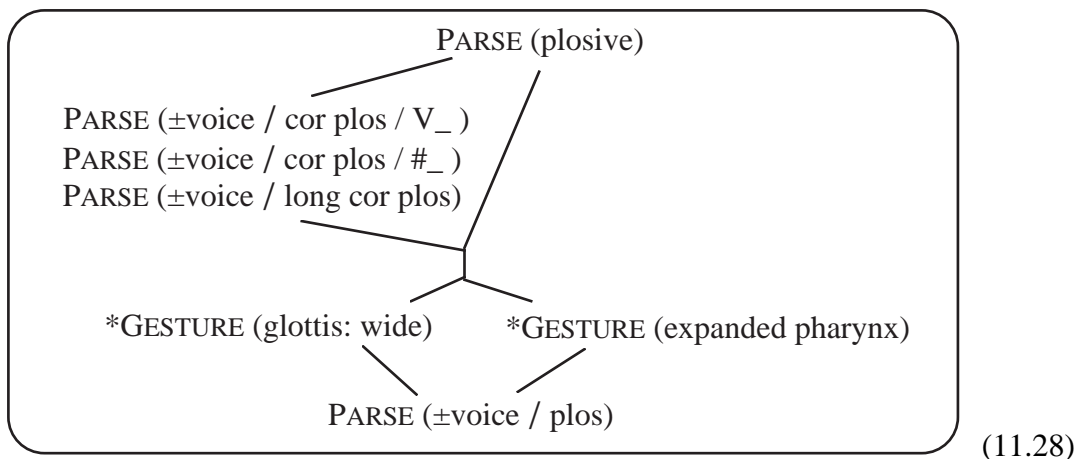 PARSE (plosive)
PARSE (±voice / cor plos / V_ )
PARSE (±voice / cor plos / #_ )
PARSE (±voice / long cor plos)
*GESTURE (glottis: wide) *GESTURE (expanded pharynx)
PARSE (±voice / plos)
(11.28)